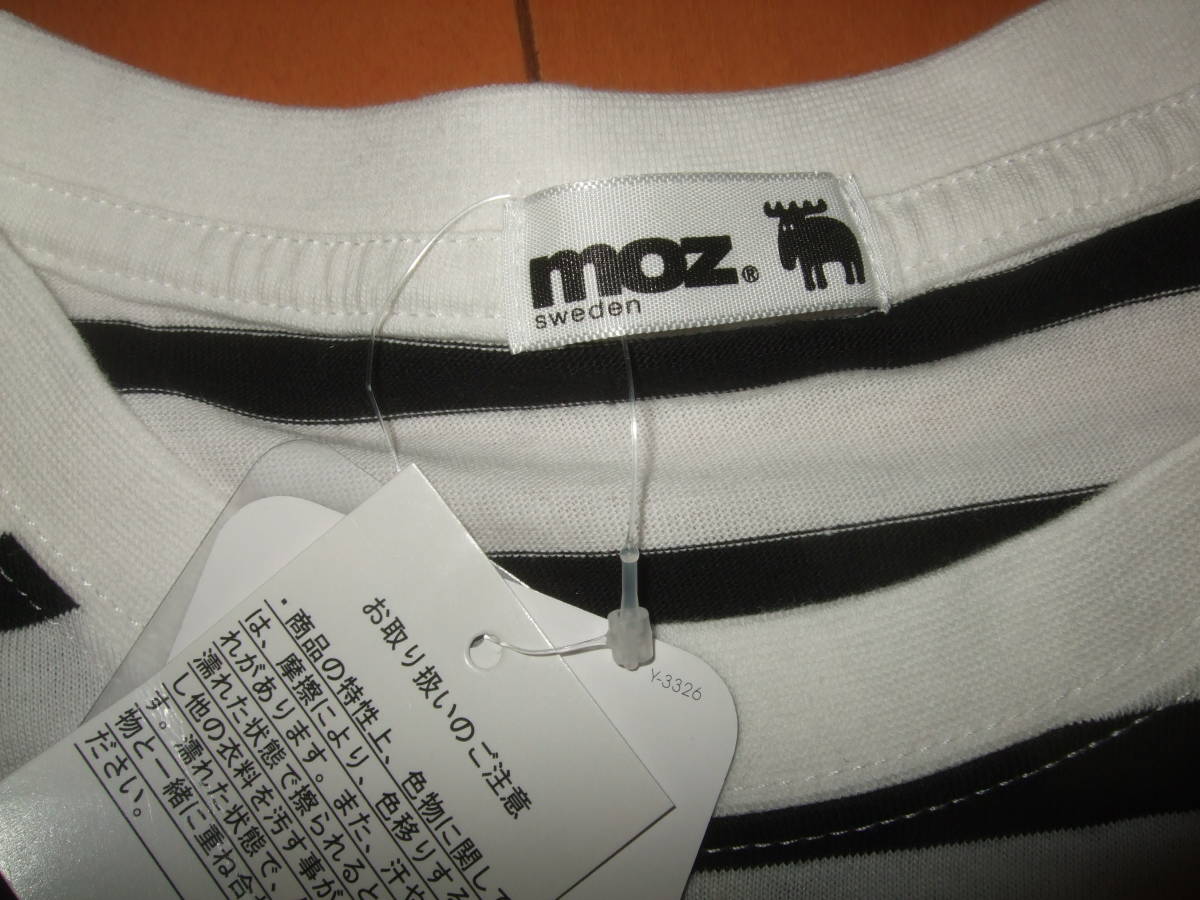 moz®
sweden
Y-3326
お取り扱いのご注意
・商品の特性上、色物に関して
は、摩擦により、色移りする
れがあります。また、汗や
濡れた状態で擦られると
し他の衣料を汚す事が
す。濡れた状態で、
物と一緒に重ね合
ださい。